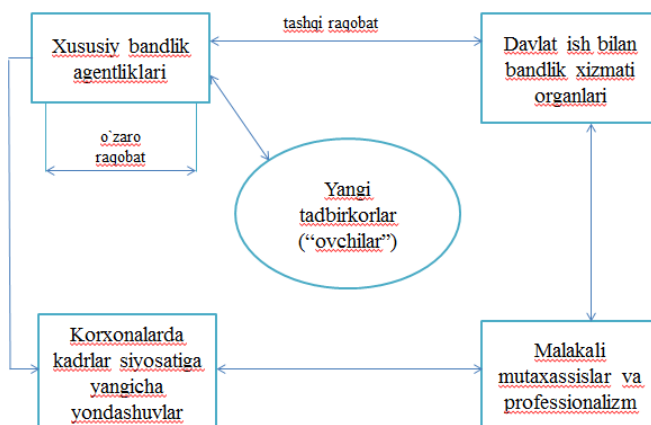 tashqi raqobat
Xususiy bandlik
agentliklari
Davlat ish bilan
bandlik xizmati
organlari
o`zaro
raqobat
Yangi
tadbirkorlar
(“ovchilar”)
Korxonalarda
kadrlar siyosatiga
yangicha
yondashuvlar
Malakali
mutaxassislar va
professionalizm